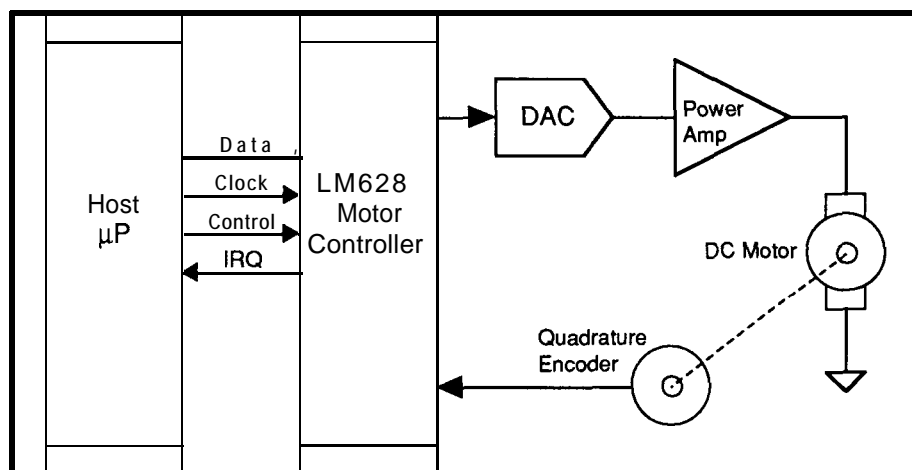 Host
μP
Data
Clock
Control
IRQ
LM628
Motor
Controller
DAC
Power
Amp
DC Motor
Quadrature
Encoder